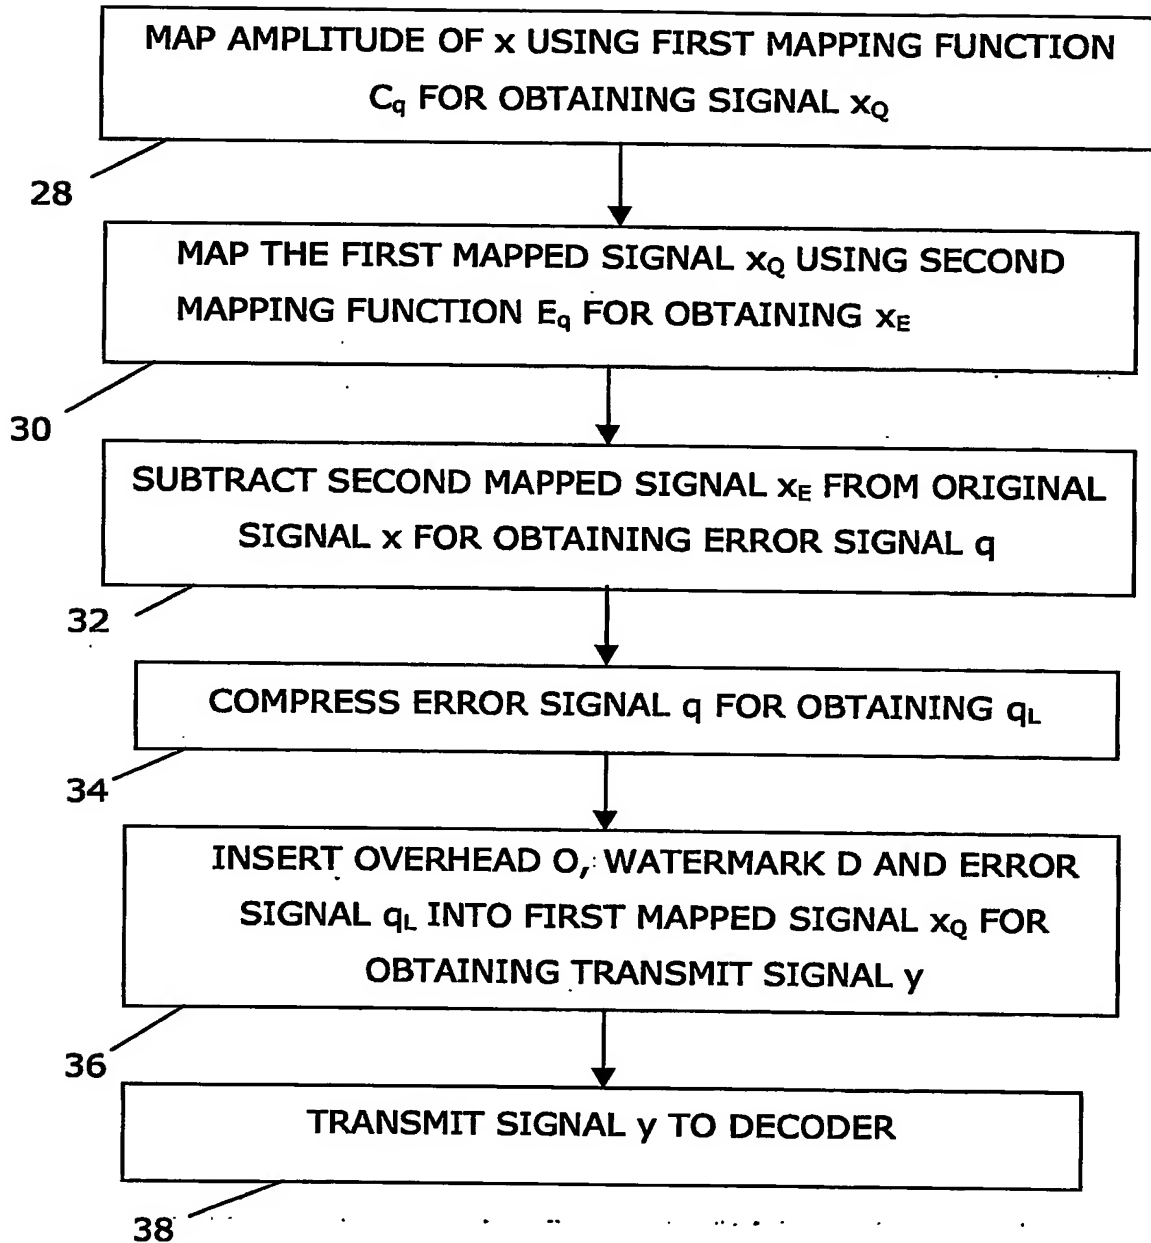 MAP AMPLITUDE OF x USING FIRST MAPPING FUNCTION
Cq FOR OBTAINING SIGNAL xQ
28
MAP THE FIRST MAPPED SIGNAL xQ USING SECOND
MAPPING FUNCTION Eq FOR OBTAINING xE
30
SUBTRACT SECOND MAPPED SIGNAL xE FROM ORIGINAL
SIGNAL x FOR OBTAINING ERROR SIGNAL q
32
COMPRESS ERROR SIGNAL q FOR OBTAINING qL
34
INSERT OVERHEAD O, WATERMARK D AND ERROR
SIGNAL qL INTO FIRST MAPPED SIGNAL xQ FOR
OBTAINING TRANSMIT SIGNAL y
36
TRANSMIT SIGNAL y TO DECODER
38